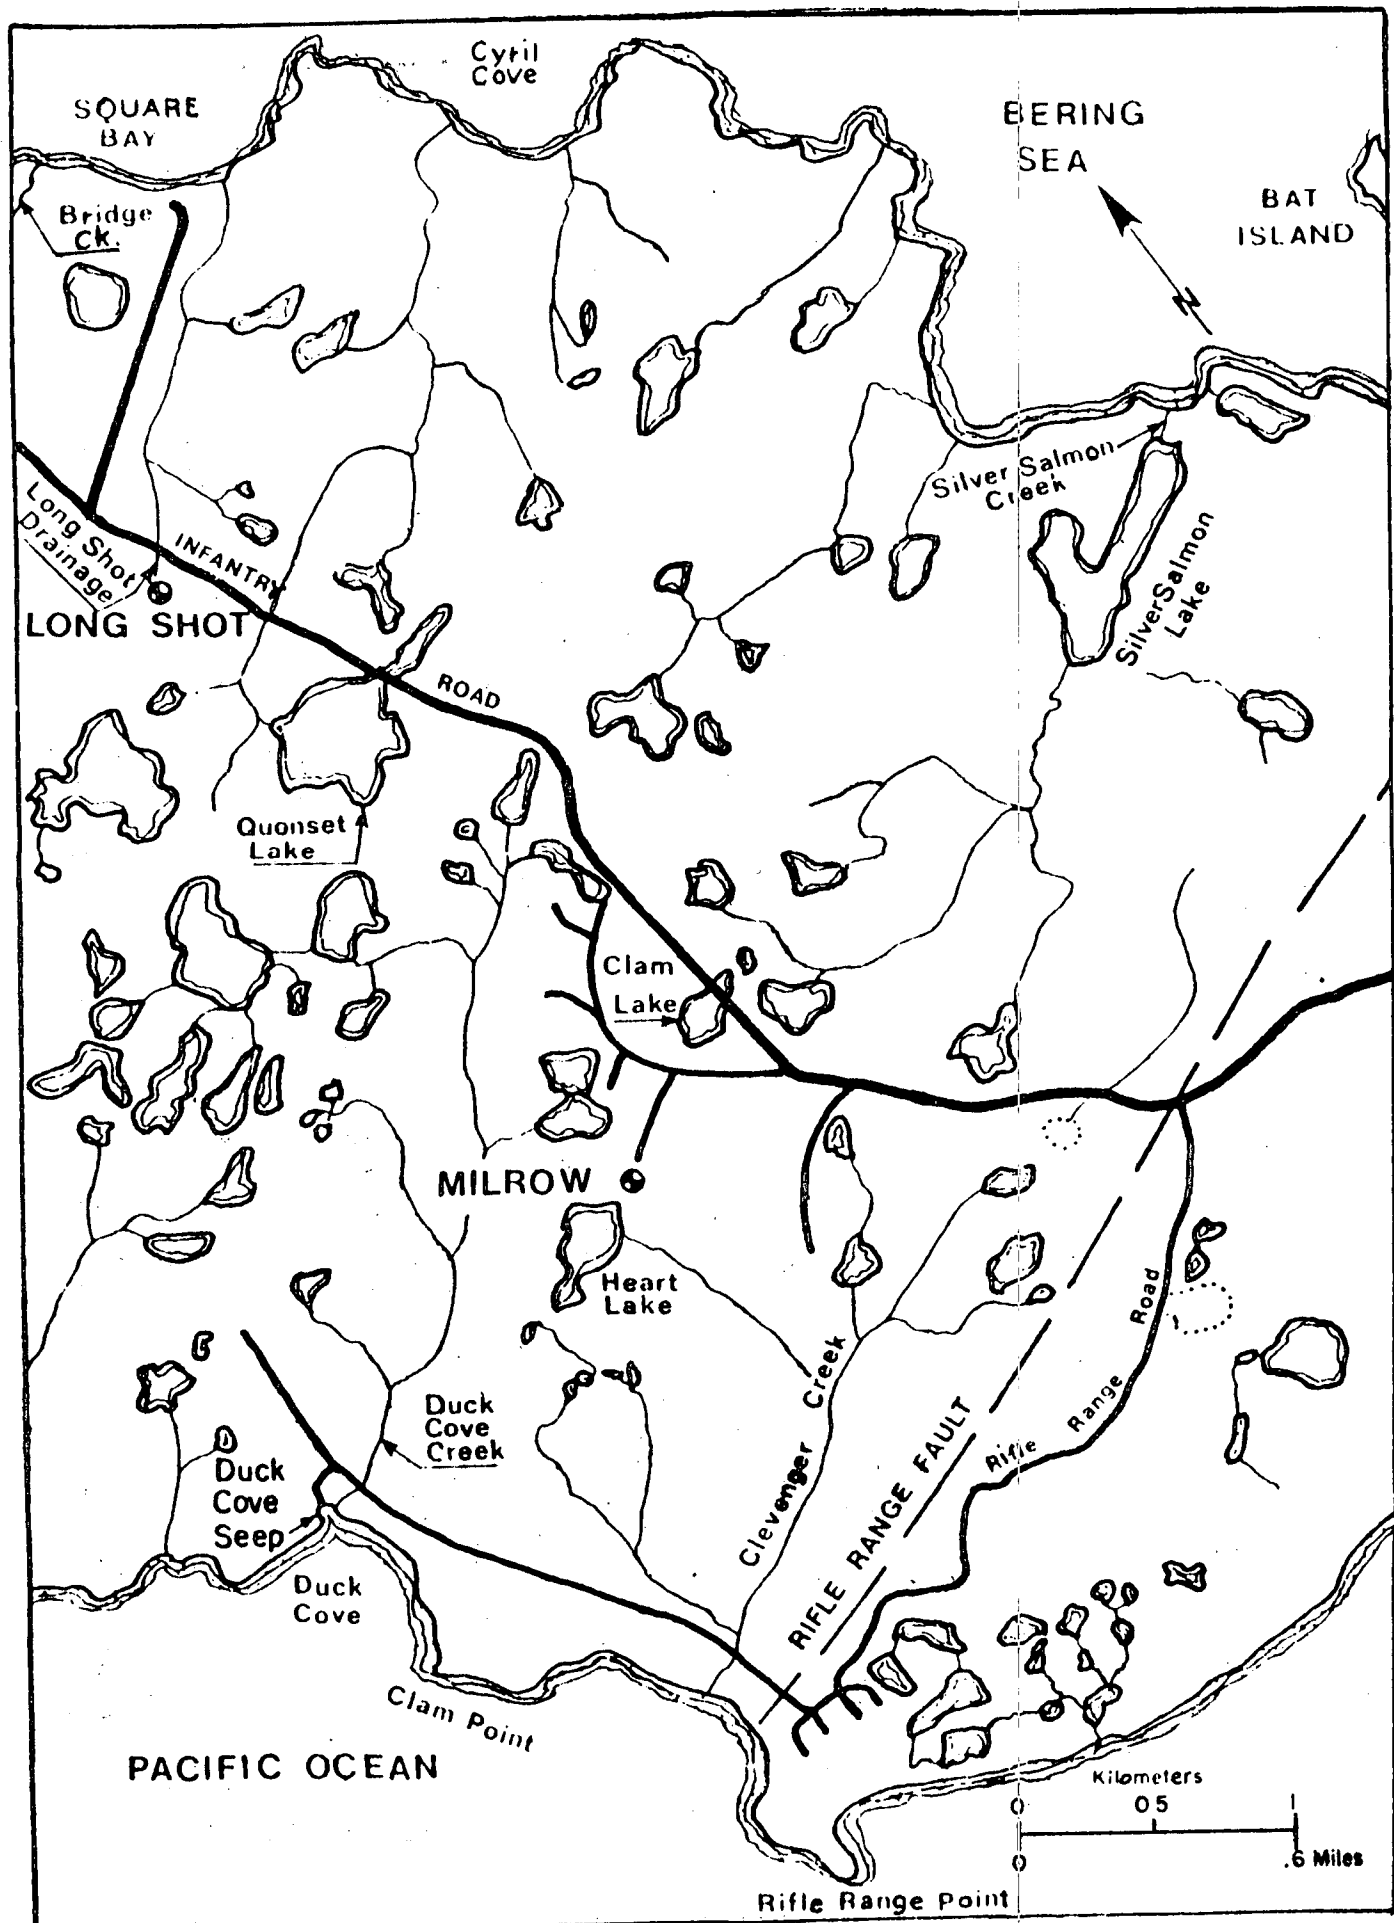 Cyril
Cove
SQUARE
BAY
BERING
SEA
BAT
ISLAND
Bridge
Ck.
N
Silver Salmon
Creek
Long Shot
Drainage
INFANTRY
LONG SHOT
Silver Salmon
Lake
ROAD
Quonset
Lake
Clam
Lake
MILROW
Heart
Lake
Road
Range
Rifle
Clevenger Creek
RIFLE RANGE FAULT
Duck
Cove
Creek
Duck
Cove
Seep
Duck
Cove
Clam Point
PACIFIC OCEAN
Kilometers
0 05 1
0 .6 Miles
Rifle Range Point